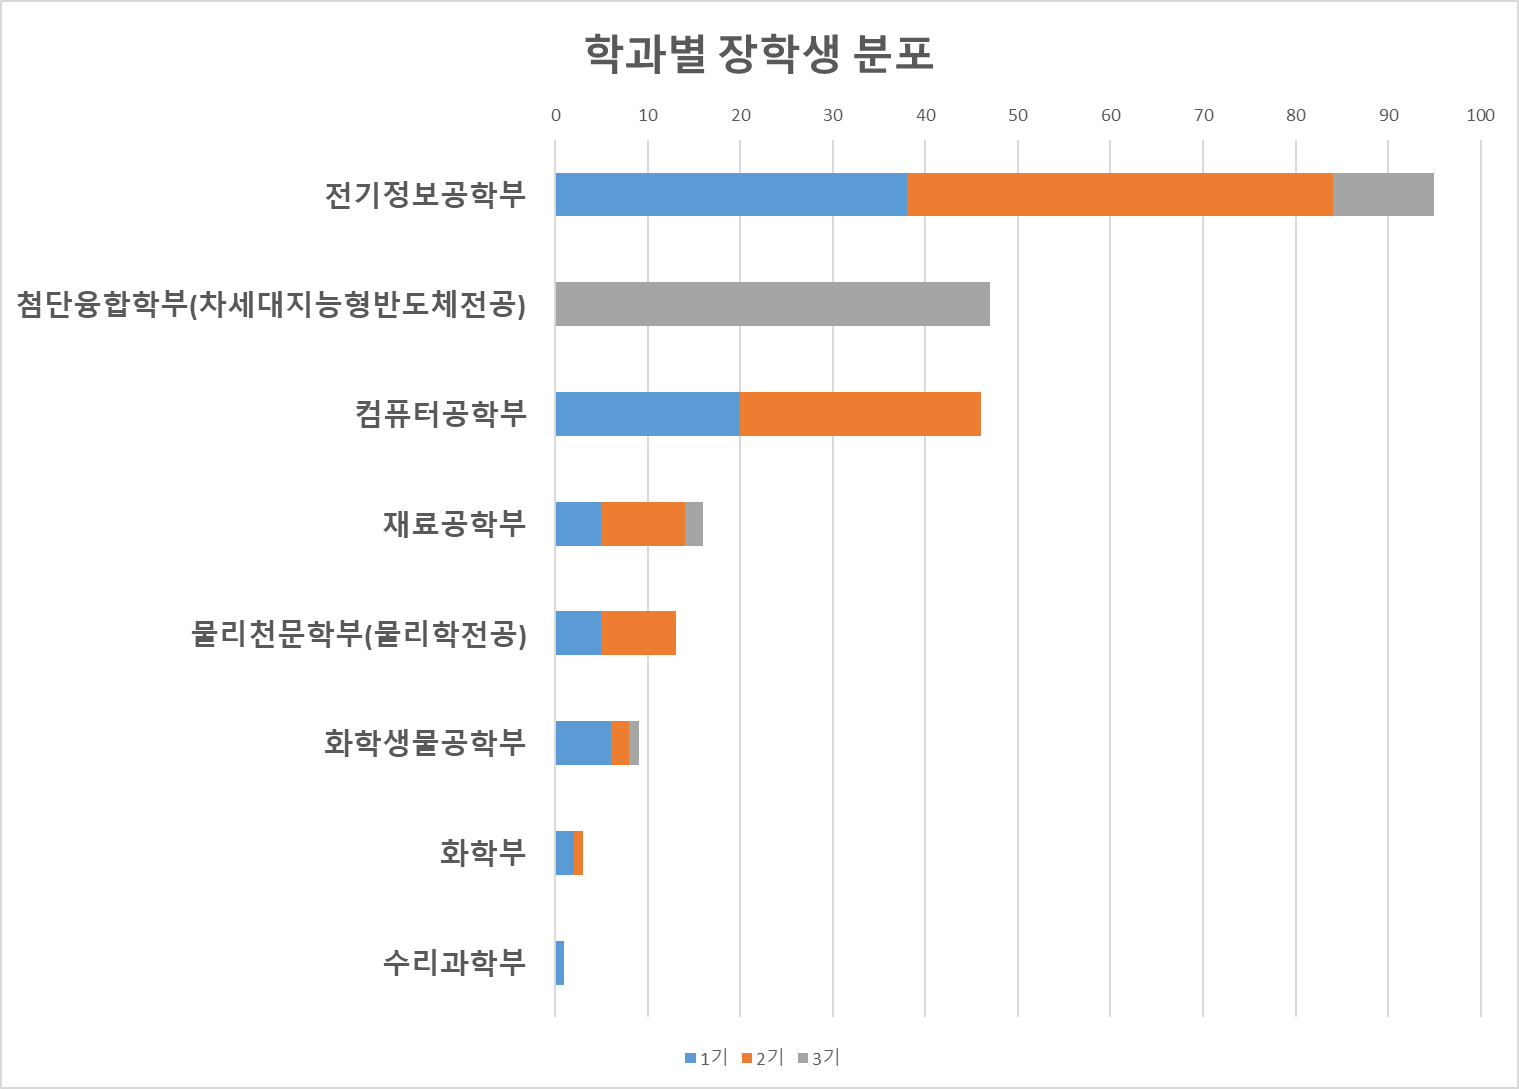 학과별 장학생 분포
0 10 20 30 40 50 60 70 80 90 100
전기정보공학부
첨단융합학부(차세대지능형반도체전공)
컴퓨터공학부
재료공학부
물리천문학부(물리학전공)
화학생물공학부
화학부
수리과학부
1기 2기 3기